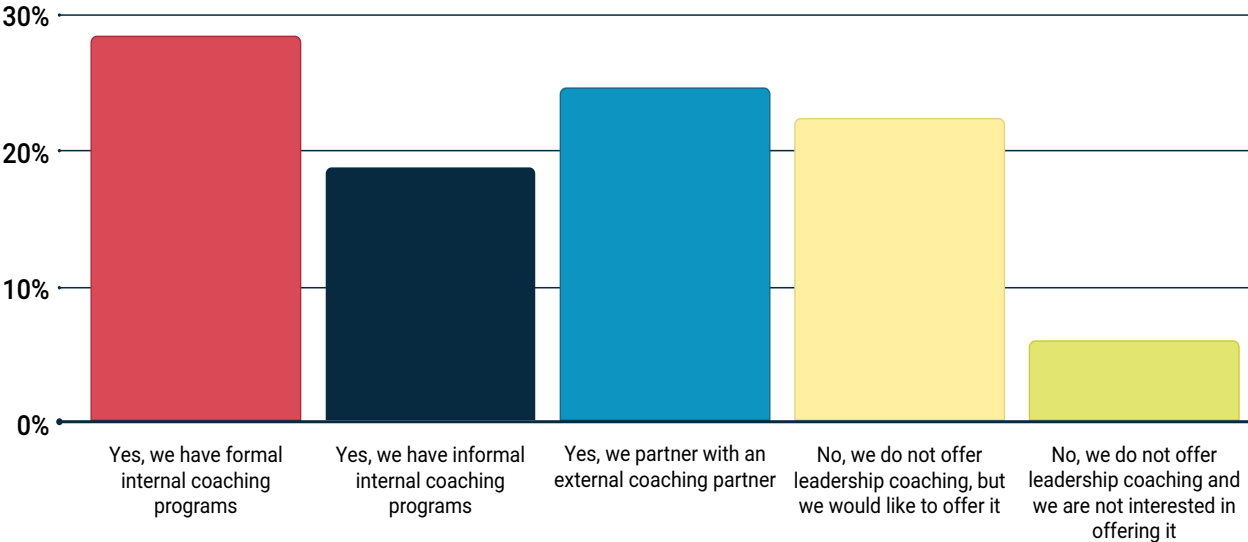 30%
20%
10%
0%
Yes, we have formal
internal coaching
programs
Yes, we have informal
internal coaching
programs
Yes, we partner with an
external coaching partner
No, we do not offer
leadership coaching, but
we would like to offer it
No, we do not offer
leadership coaching and
we are not interested in
offering it